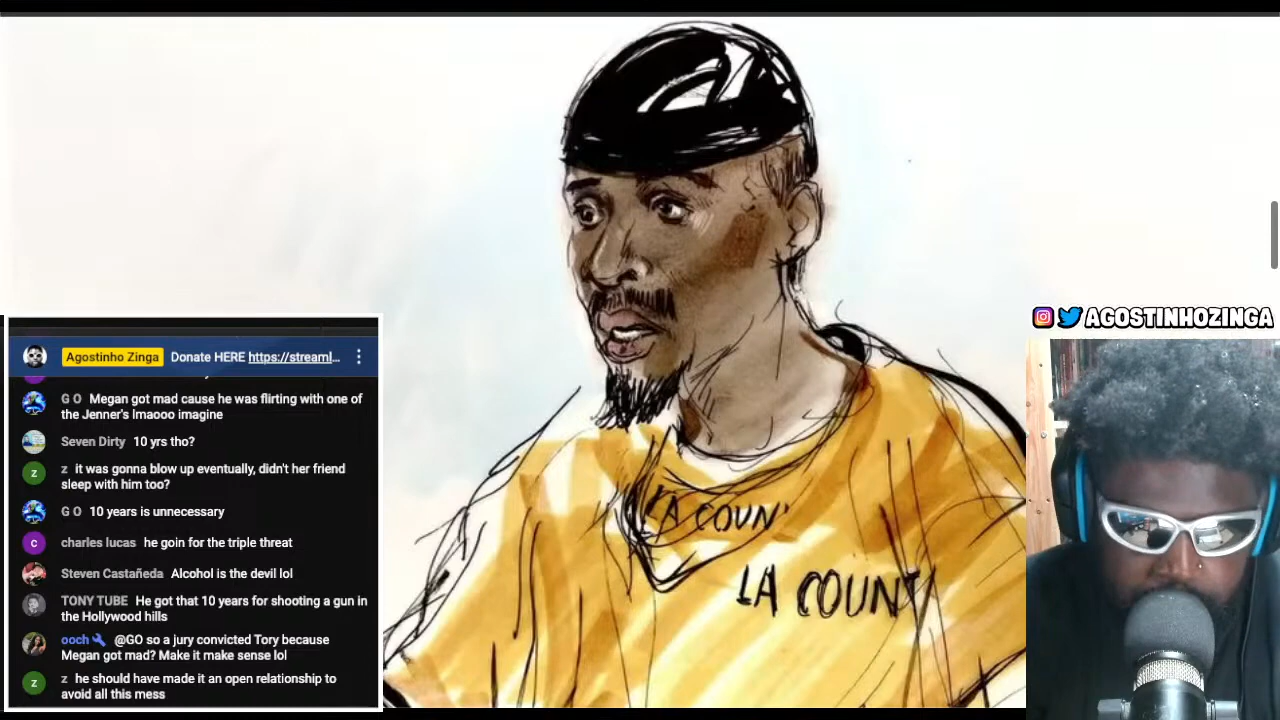 LA COUN
LA COUNT
AGOSTINHOZINGA
Agostinho Zinga Donate HERE https://streaml...
G O Megan got mad cause he was flirting with one of
the Jenner's lmaooo imagine
Seven Dirty 10 yrs tho?
z it was gonna blow up eventually, didn't her friend
sleep with him too?
G O 10 years is unnecessary
charles lucas he goin for the triple threat
Steven Castañeda Alcohol is the devil lol
TONY TUBE He got that 10 years for shooting a gun in
the Hollywood hills
ooch @GO so a jury convicted Tory because
Megan got mad? Make it make sense lol
z he should have made it an open relationship to
avoid all this mess